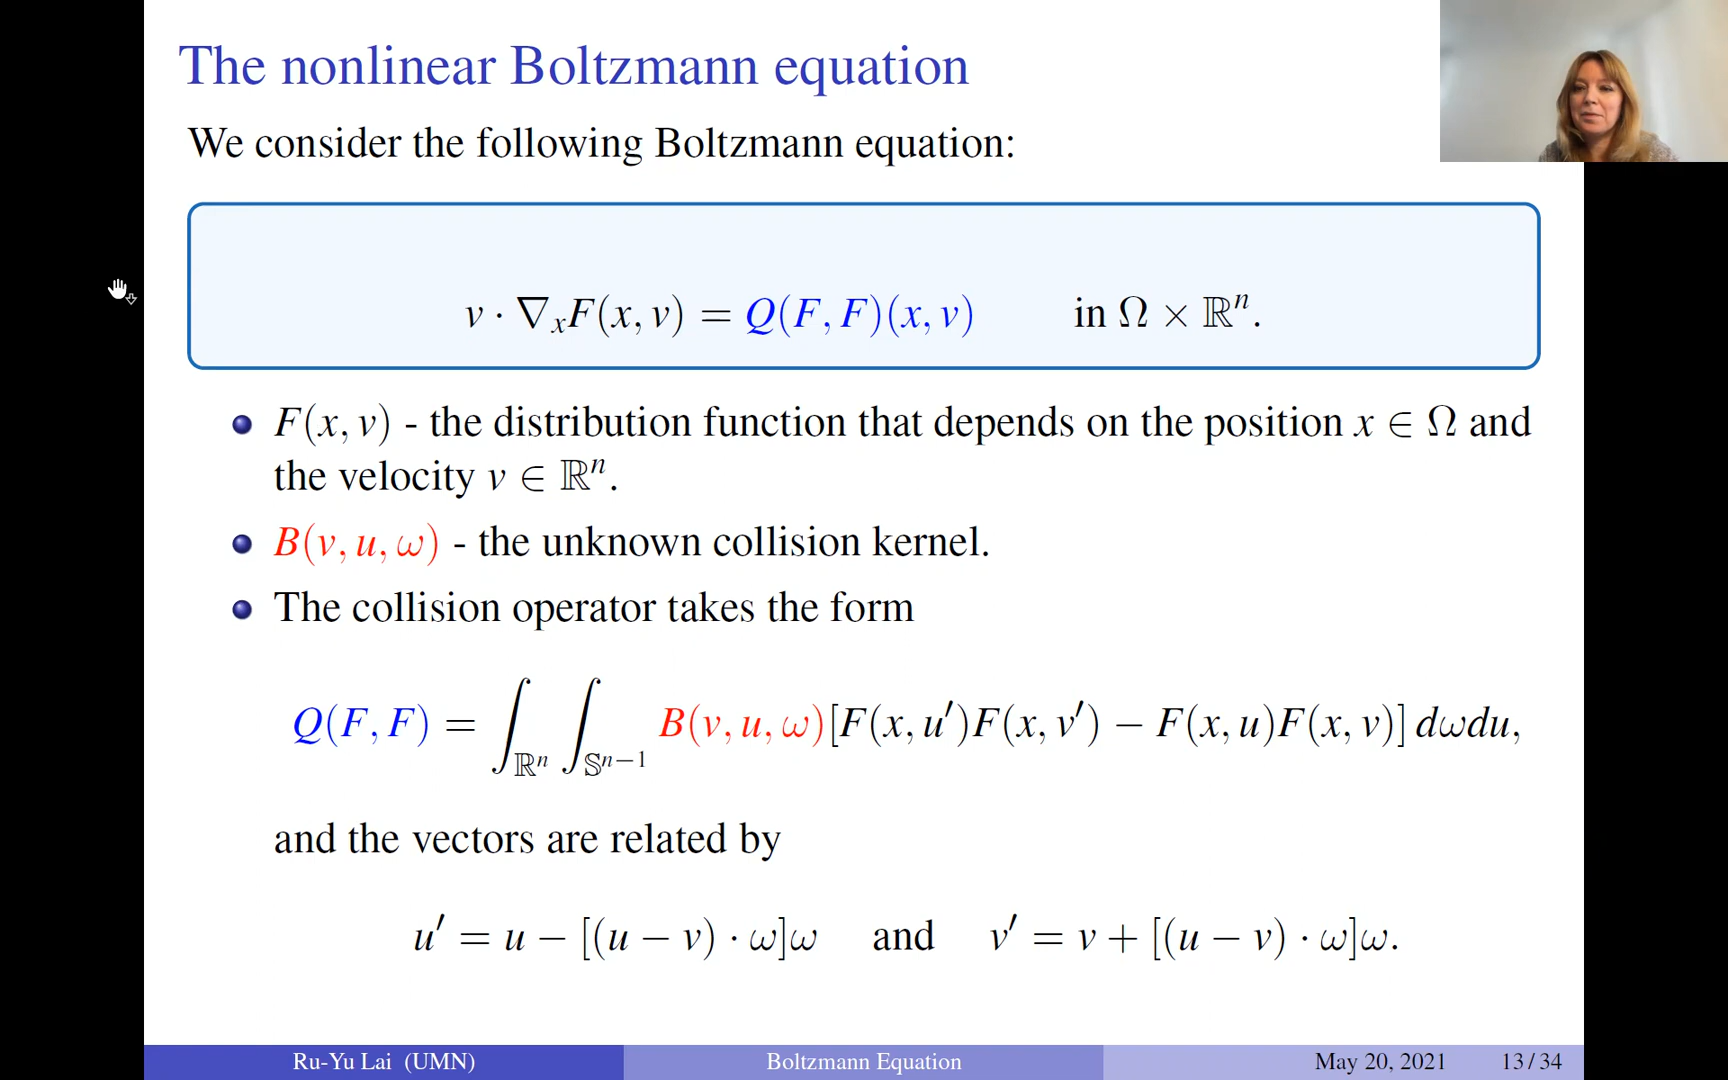 The nonlinear Boltzmann equation
We consider the following Boltzmann equation:
v · ∇ₓF(x, v) = Q(F, F)(x, v) in Ω × ℝⁿ.
F(x, v) - the distribution function that depends on the position x ∈ Ω and
the velocity v ∈ ℝⁿ.
B(v, u, ω) - the unknown collision kernel.
The collision operator takes the form
Q(F, F) = ∫_{ℝⁿ} ∫_{𝕊ⁿ⁻¹} B(v, u, ω)[F(x, u′)F(x, v′) − F(x, u)F(x, v)] dωdu,
and the vectors are related by
u′ = u − [(u − v) · ω]ω and v′ = v + [(u − v) · ω]ω.
Ru-Yu Lai (UMN) Boltzmann Equation May 20, 2021 13 / 34